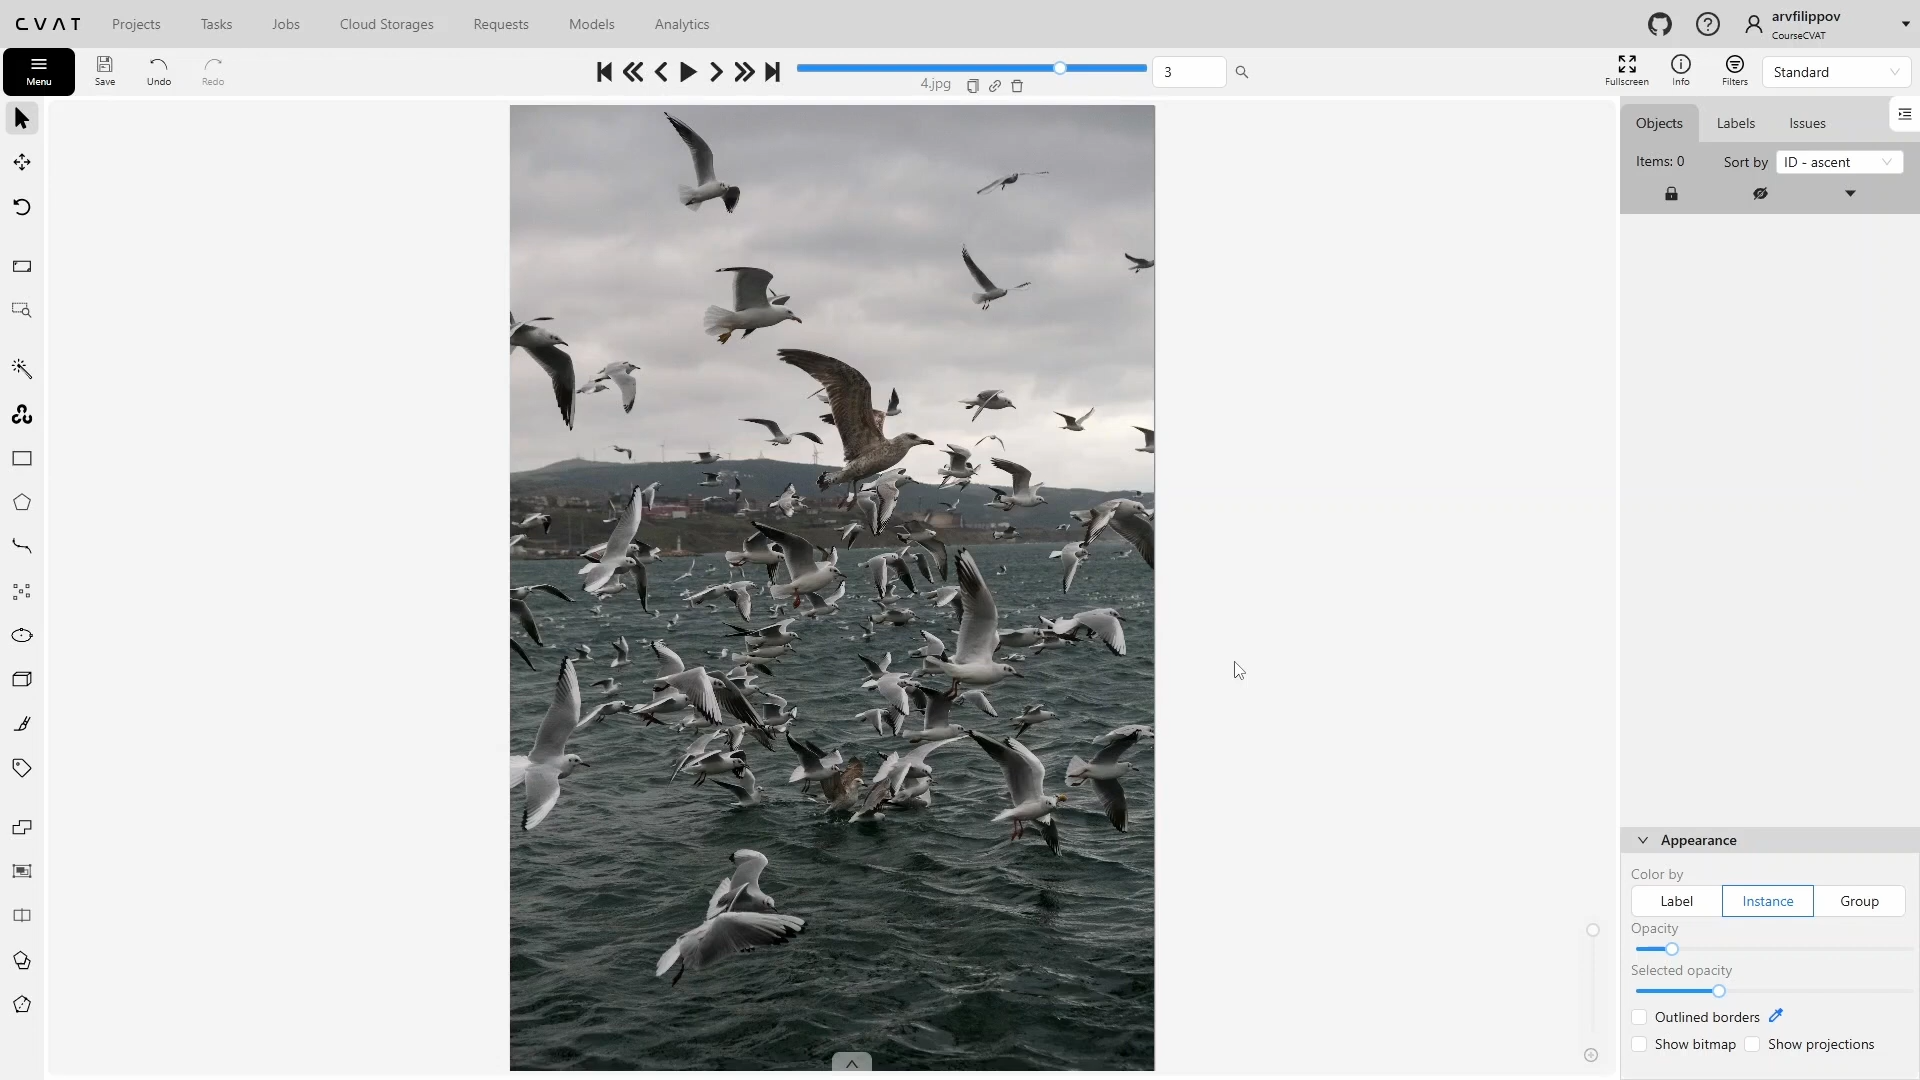 CVAT Projects Tasks Jobs Cloud Storages Requests Models Analytics arvfilippov
CourseCVAT
Menu Save Undo Redo 4.jpg 3 Fullscreen Info Filters Standard
Objects Labels Issues
Items: 0 Sort by ID - ascent
Appearance
Color by
Label Instance Group
Opacity
Selected opacity
Outlined borders
Show bitmap Show projections